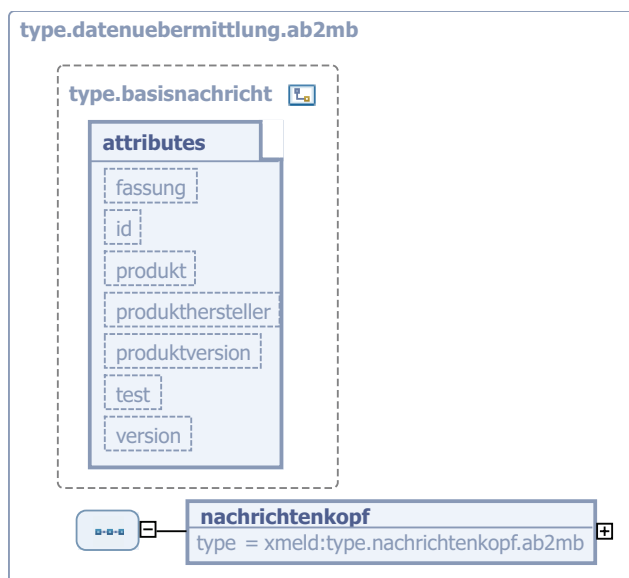 type.datenuebermittlung.ab2mb
type.basisnachricht
attributes
fassung
id
produkt
produkthersteller
produktversion
test
version
nachrichtenkopf
type = xmeld:type.nachrichtenkopf.ab2mb